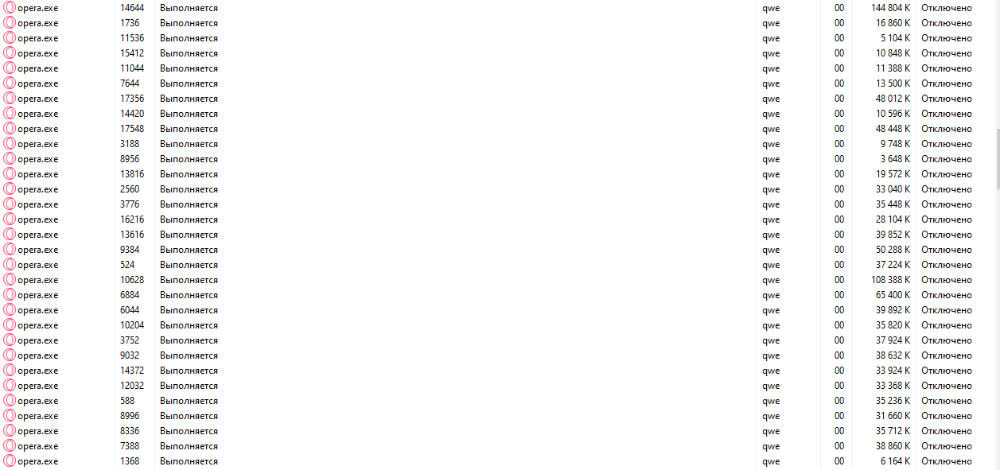 opera.exe 14644 Выполняется qwe 00 144 804 K Отключено
opera.exe 1736 Выполняется qwe 00 16 860 K Отключено
opera.exe 11536 Выполняется qwe 00 5 104 K Отключено
opera.exe 15412 Выполняется qwe 00 10 848 K Отключено
opera.exe 11044 Выполняется qwe 00 11 388 K Отключено
opera.exe 7644 Выполняется qwe 00 13 500 K Отключено
opera.exe 17356 Выполняется qwe 00 48 012 K Отключено
opera.exe 14420 Выполняется qwe 00 10 596 K Отключено
opera.exe 17548 Выполняется qwe 00 48 448 K Отключено
opera.exe 3188 Выполняется qwe 00 9 748 K Отключено
opera.exe 8956 Выполняется qwe 00 3 648 K Отключено
opera.exe 13816 Выполняется qwe 00 19 572 K Отключено
opera.exe 2560 Выполняется qwe 00 33 040 K Отключено
opera.exe 3776 Выполняется qwe 00 35 448 K Отключено
opera.exe 16216 Выполняется qwe 00 28 104 K Отключено
opera.exe 13616 Выполняется qwe 00 39 852 K Отключено
opera.exe 9384 Выполняется qwe 00 50 288 K Отключено
opera.exe 524 Выполняется qwe 00 37 224 K Отключено
opera.exe 10628 Выполняется qwe 00 108 388 K Отключено
opera.exe 6884 Выполняется qwe 00 65 400 K Отключено
opera.exe 6044 Выполняется qwe 00 39 892 K Отключено
opera.exe 10204 Выполняется qwe 00 35 820 K Отключено
opera.exe 3752 Выполняется qwe 00 37 924 K Отключено
opera.exe 9032 Выполняется qwe 00 38 632 K Отключено
opera.exe 14372 Выполняется qwe 00 33 924 K Отключено
opera.exe 12032 Выполняется qwe 00 33 368 K Отключено
opera.exe 588 Выполняется qwe 00 35 236 K Отключено
opera.exe 8996 Выполняется qwe 00 31 660 K Отключено
opera.exe 8336 Выполняется qwe 00 35 712 K Отключено
opera.exe 7388 Выполняется qwe 00 38 860 K Отключено
opera.exe 1368 Выполняется qwe 00 6 164 K Отключено